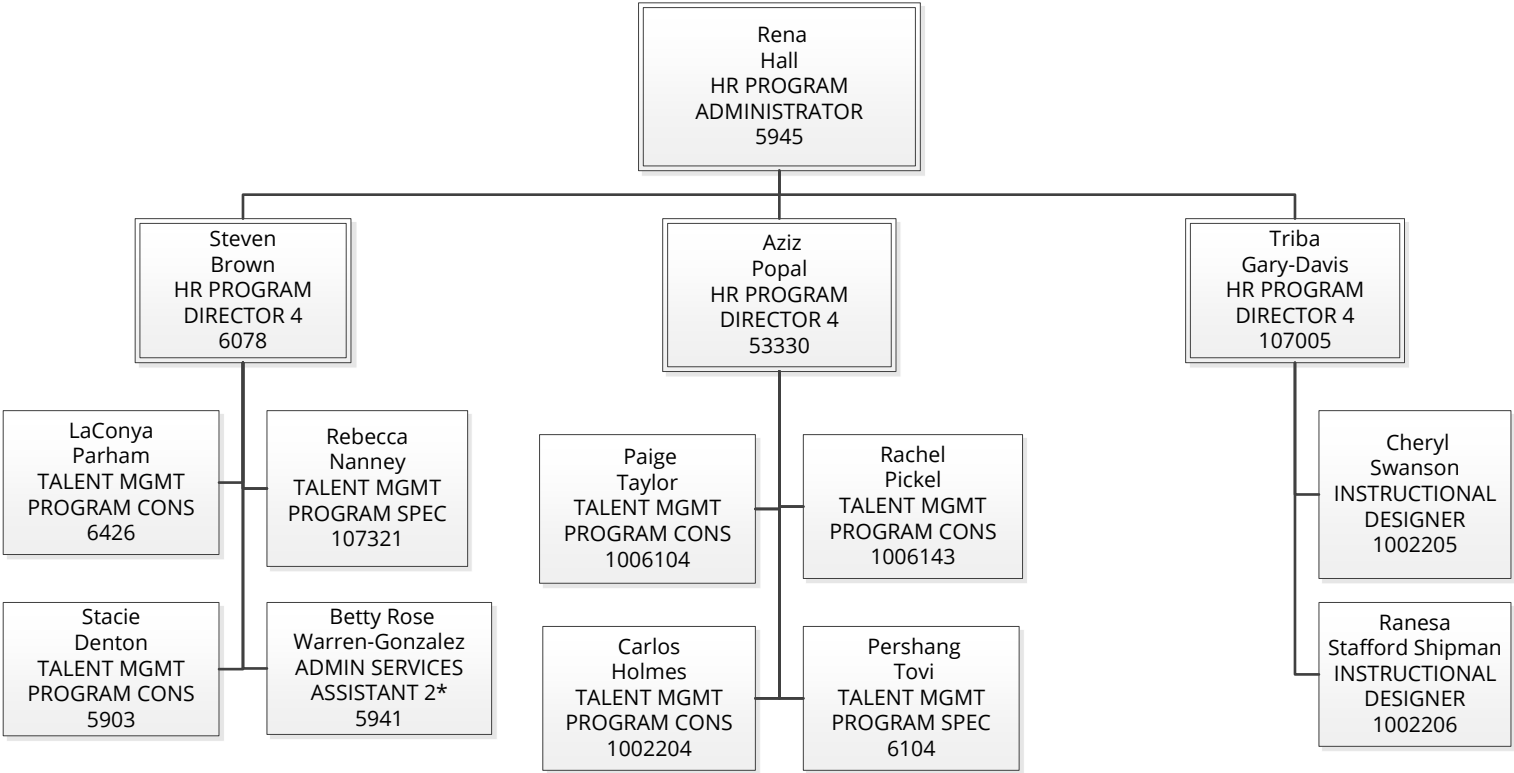 Rena
Hall
HR PROGRAM
ADMINISTRATOR
5945
Steven
Brown
HR PROGRAM
DIRECTOR 4
6078
Aziz
Popal
HR PROGRAM
DIRECTOR 4
53330
Triba
Gary-Davis
HR PROGRAM
DIRECTOR 4
107005
LaConya
Parham
TALENT MGMT
PROGRAM CONS
6426
Rebecca
Nanney
TALENT MGMT
PROGRAM SPEC
107321
Paige
Taylor
TALENT MGMT
PROGRAM CONS
1006104
Rachel
Pickel
TALENT MGMT
PROGRAM CONS
1006143
Cheryl
Swanson
INSTRUCTIONAL
DESIGNER
1002205
Stacie
Denton
TALENT MGMT
PROGRAM CONS
5903
Betty Rose
Warren-Gonzalez
ADMIN SERVICES
ASSISTANT 2*
5941
Carlos
Holmes
TALENT MGMT
PROGRAM CONS
1002204
Pershang
Tovi
TALENT MGMT
PROGRAM SPEC
6104
Ranesa
Stafford Shipman
INSTRUCTIONAL
DESIGNER
1002206